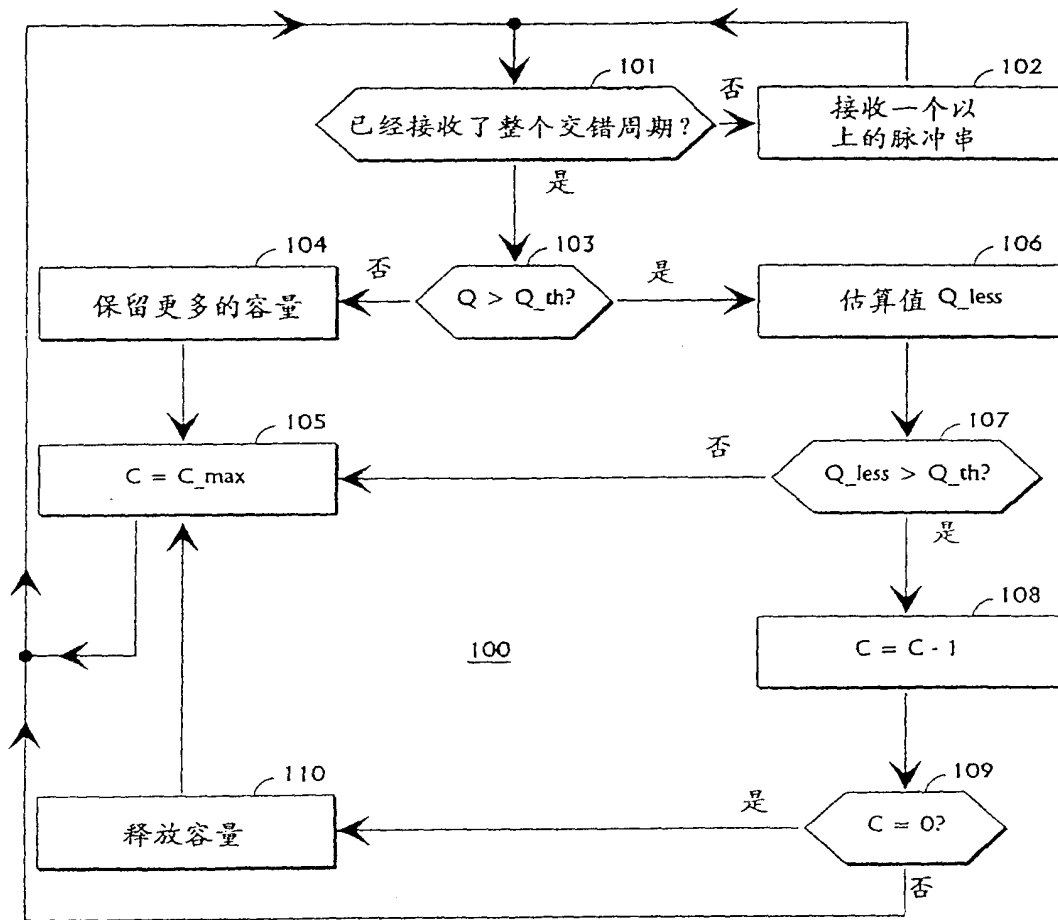 101
已经接收了整个交错周期?
否
102
接收一个以
上的脉冲串
是
103
Q > Q_th?
否
104
保留更多的容量
是
106
估算值 Q_less
105
C = C_max
否
107
Q_less > Q_th?
是
108
C = C - 1
100
109
C = 0?
是
110
释放容量
否